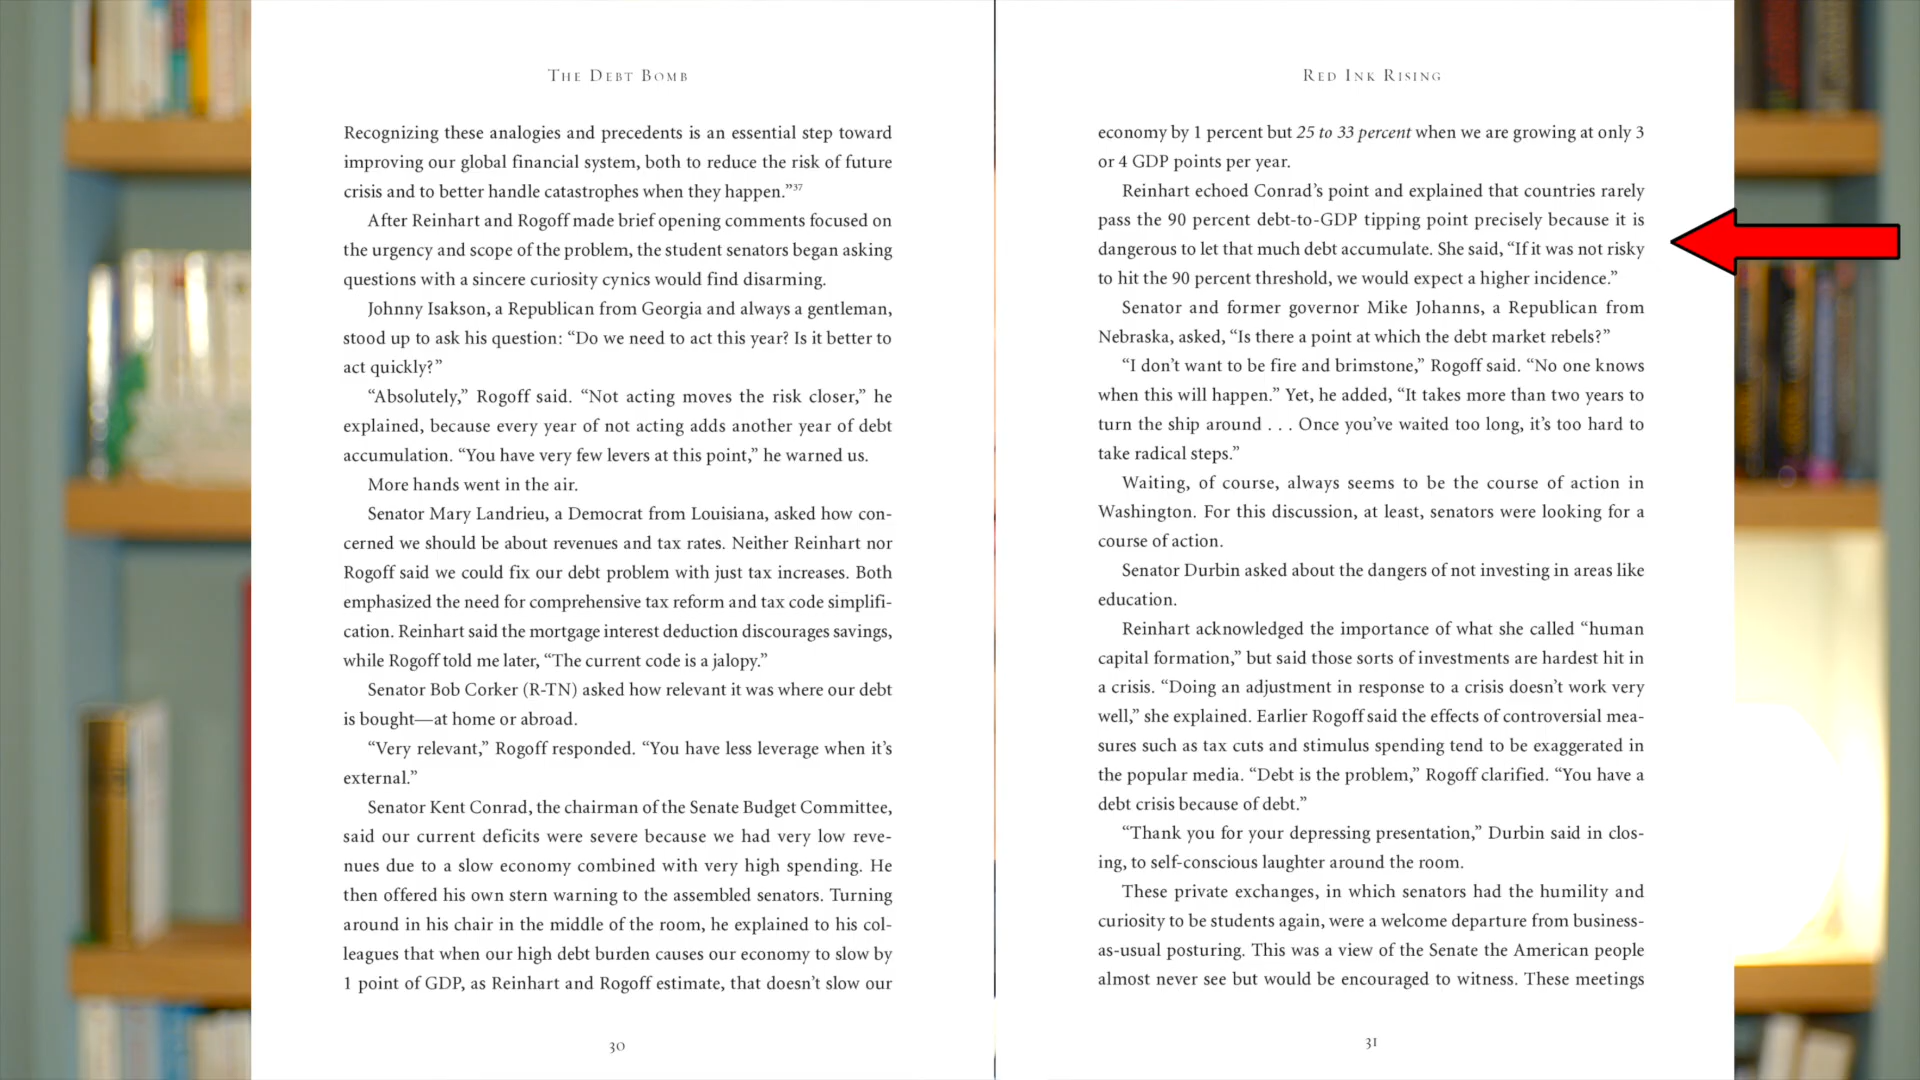 THE DEBT BOMB
Recognizing these analogies and precedents is an essential step toward
improving our global financial system, both to reduce the risk of future
crisis and to better handle catastrophes when they happen.”37
After Reinhart and Rogoff made brief opening comments focused on
the urgency and scope of the problem, the student senators began asking
questions with a sincere curiosity cynics would find disarming.
Johnny Isakson, a Republican from Georgia and always a gentleman,
stood up to ask his question: “Do we need to act this year? Is it better to
act quickly?”
“Absolutely,” Rogoff said. “Not acting moves the risk closer,” he
explained, because every year of not acting adds another year of debt
accumulation. “You have very few levers at this point,” he warned us.
More hands went in the air.
Senator Mary Landrieu, a Democrat from Louisiana, asked how con-
cerned we should be about revenues and tax rates. Neither Reinhart nor
Rogoff said we could fix our debt problem with just tax increases. Both
emphasized the need for comprehensive tax reform and tax code simplifi-
cation. Reinhart said the mortgage interest deduction discourages savings,
while Rogoff told me later, “The current code is a jalopy.”
Senator Bob Corker (R-TN) asked how relevant it was where our debt
is bought—at home or abroad.
“Very relevant,” Rogoff responded. “You have less leverage when it’s
external.”
Senator Kent Conrad, the chairman of the Senate Budget Committee,
said our current deficits were severe because we had very low reve-
nues due to a slow economy combined with very high spending. He
then offered his own stern warning to the assembled senators. Turning
around in his chair in the middle of the room, he explained to his col-
leagues that when our high debt burden causes our economy to slow by
1 point of GDP, as Reinhart and Rogoff estimate, that doesn’t slow our
30
RED INK RISING
economy by 1 percent but 25 to 33 percent when we are growing at only 3
or 4 GDP points per year.
Reinhart echoed Conrad’s point and explained that countries rarely
pass the 90 percent debt-to-GDP tipping point precisely because it is
dangerous to let that much debt accumulate. She said, “If it was not risky
to hit the 90 percent threshold, we would expect a higher incidence.”
Senator and former governor Mike Johanns, a Republican from
Nebraska, asked, “Is there a point at which the debt market rebels?”
“I don’t want to be fire and brimstone,” Rogoff said. “No one knows
when this will happen.” Yet, he added, “It takes more than two years to
turn the ship around . . . Once you’ve waited too long, it’s too hard to
take radical steps.”
Waiting, of course, always seems to be the course of action in
Washington. For this discussion, at least, senators were looking for a
course of action.
Senator Durbin asked about the dangers of not investing in areas like
education.
Reinhart acknowledged the importance of what she called “human
capital formation,” but said those sorts of investments are hardest hit in
a crisis. “Doing an adjustment in response to a crisis doesn’t work very
well,” she explained. Earlier Rogoff said the effects of controversial mea-
sures such as tax cuts and stimulus spending tend to be exaggerated in
the popular media. “Debt is the problem,” Rogoff clarified. “You have a
debt crisis because of debt.”
“Thank you for your depressing presentation,” Durbin said in clos-
ing, to self-conscious laughter around the room.
These private exchanges, in which senators had the humility and
curiosity to be students again, were a welcome departure from business-
as-usual posturing. This was a view of the Senate the American people
almost never see but would be encouraged to witness. These meetings
31